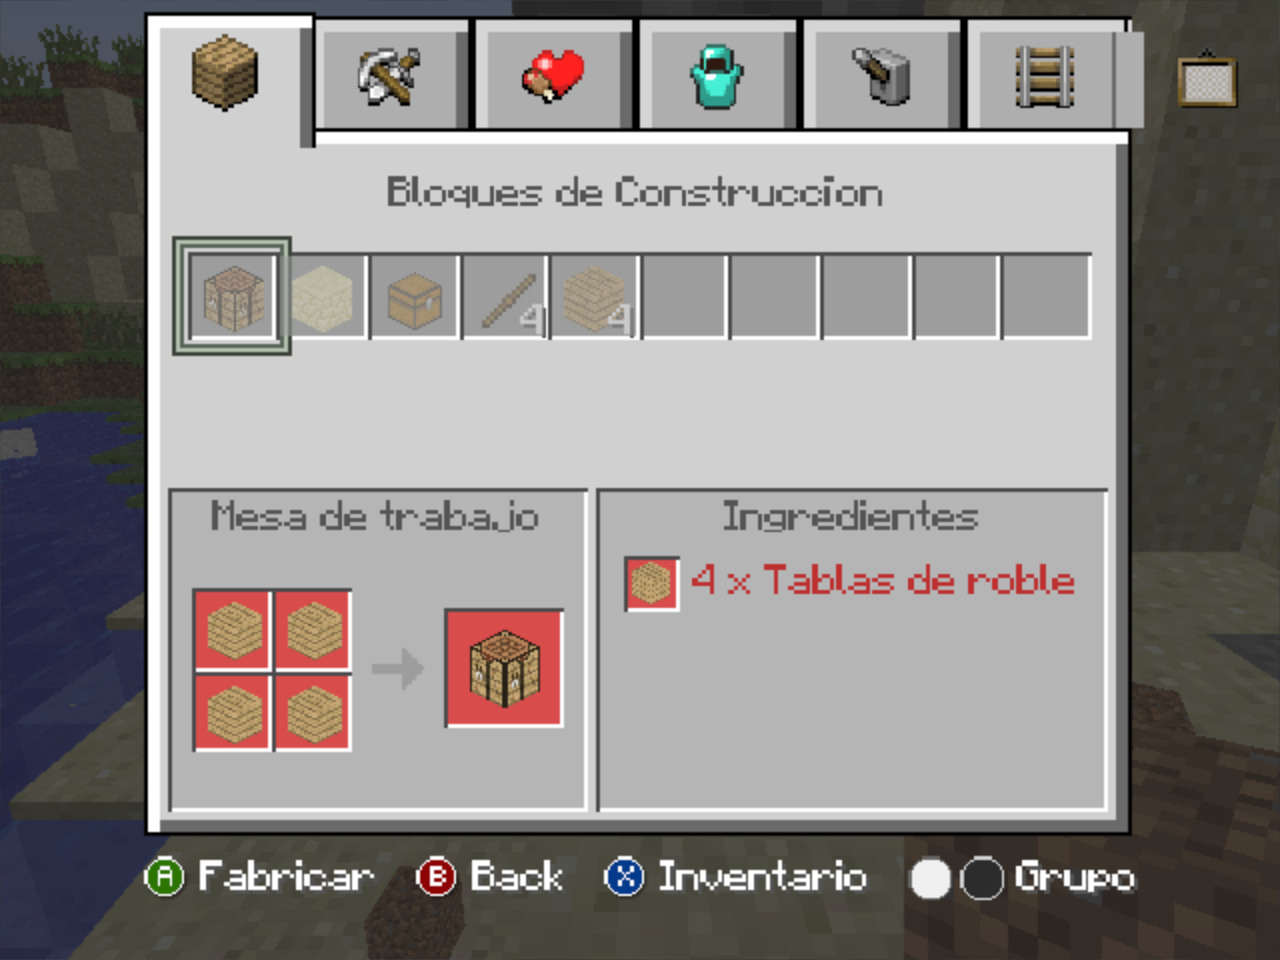 Bloques de Construccion
4
4
Mesa de trabajo
Ingredientes
4 x Tablas de roble
A Fabricar
B Back
X Inventario
Grupo